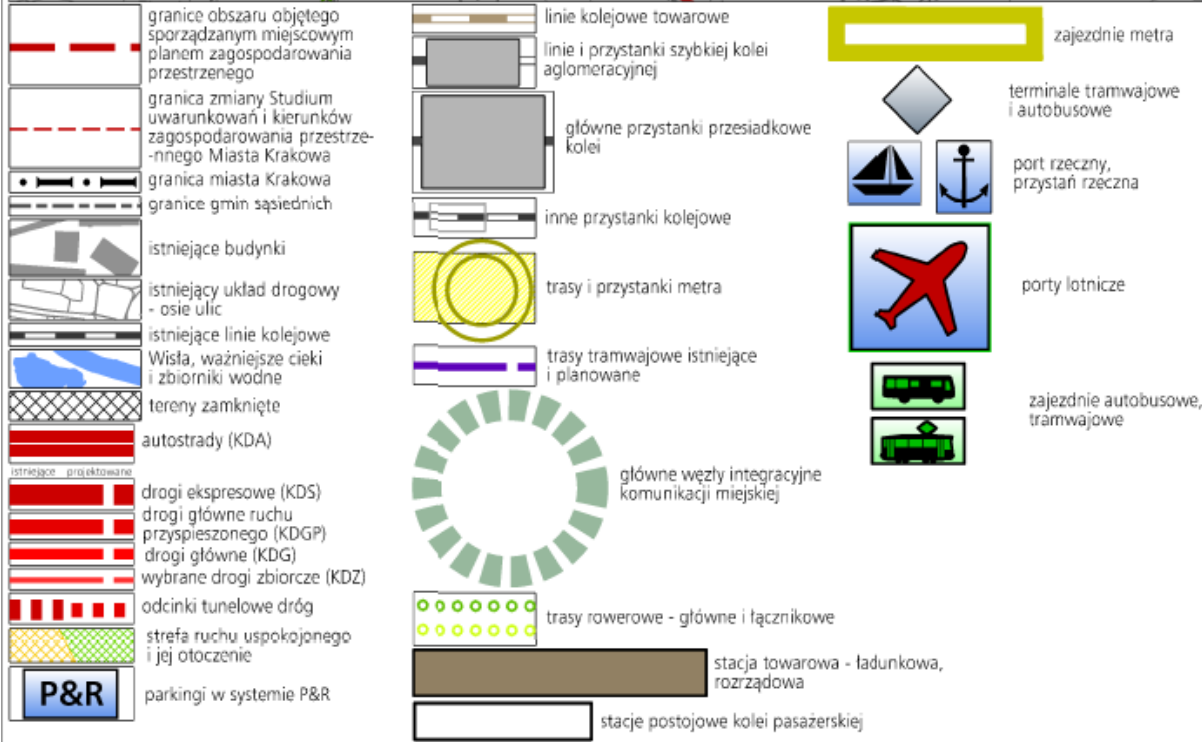 granice obszaru objętego
sporządzanym miejscowym
planem zagospodarowania
przestrzenego
granica zmiany Studium
uwarunkowań i kierunków
zagospodarowania przestrze-
-nnego Miasta Krakowa
granica miasta Krakowa
granice gmin sąsiednich
istniejące budynki
istniejący układ drogowy
- osie ulic
istniejące linie kolejowe
Wisła, ważniejsze cieki
i zbiorniki wodne
tereny zamknięte
autostrady (KDA)
istniejące projektowane
drogi ekspresowe (KDS)
drogi główne ruchu
przyspieszonego (KDGP)
drogi główne (KDG)
wybrane drogi zbiorcze (KDZ)
odcinki tunelowe dróg
strefa ruchu uspokojonego
i jej otoczenie
P&R
parkingi w systemie P&R
linie kolejowe towarowe
linie i przystanki szybkiej kolei
aglomeracyjnej
główne przystanki przesiadkowe
kolei
inne przystanki kolejowe
trasy i przystanki metra
trasy tramwajowe istniejące
i planowane
główne węzły integracyjne
komunikacji miejskiej
trasy rowerowe - główne i łącznikowe
stacja towarowa - ładunkowa,
rozrządowa
stacje postojowe kolei pasażerskiej
zajezdnie metra
terminale tramwajowe
i autobusowe
port rzeczny,
przystań rzeczna
porty lotnicze
zajezdnie autobusowe,
tramwajowe